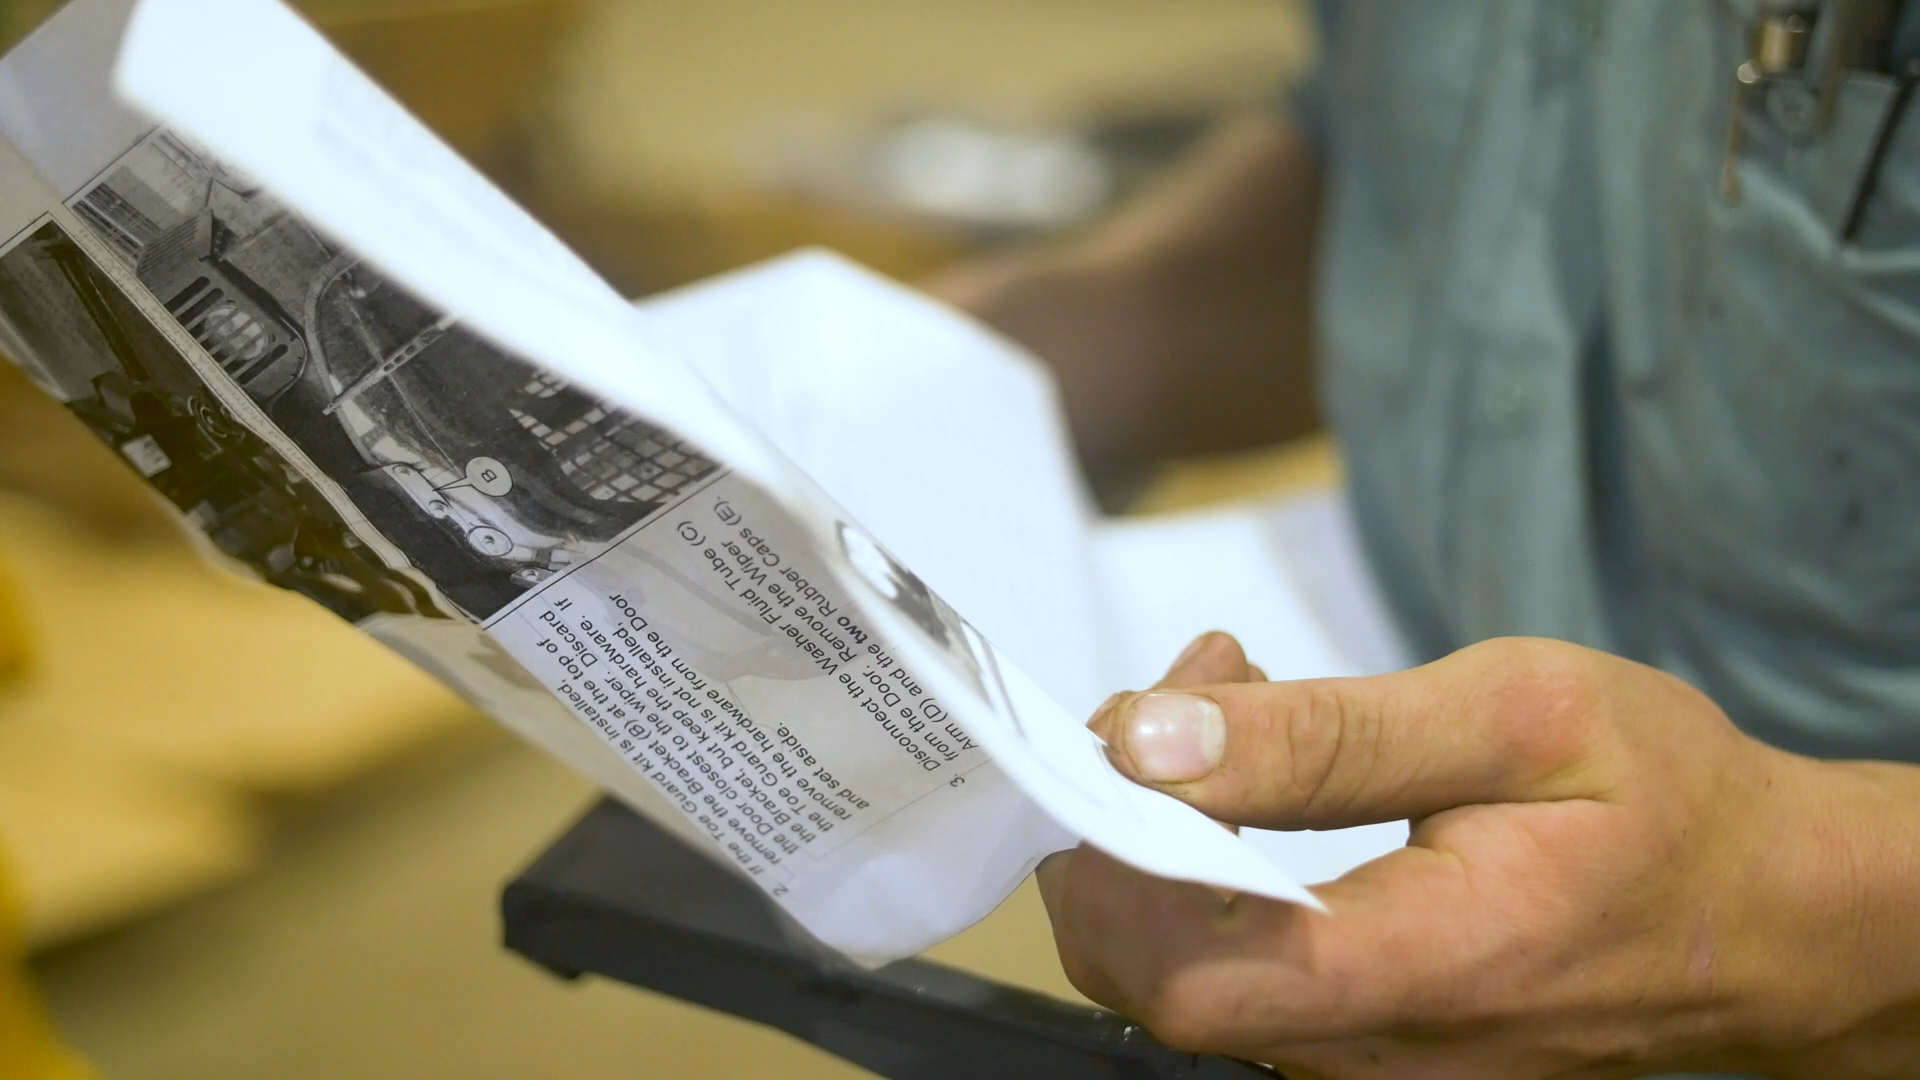 B
2. If the Toe Guard kit is installed,
remove the Bracket (B) at the top of
the Door closest to the wiper. Discard
the Bracket, but kep the hardware. If
the Toe Guard kit is not installed,
remove the hardware from the Door
and set aside.
3. Disconnect the Washer Fluid Tube (C)
from the Door. Remove the Wiper
Arm (D) and the two Rubber Caps (E).